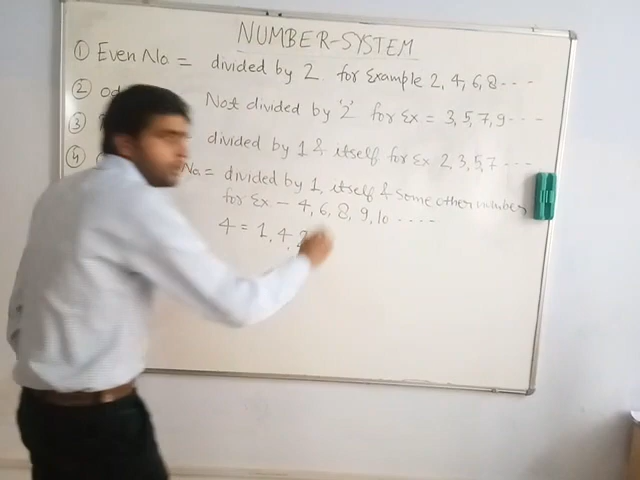 NUMBER-SYSTEM
① Even No = divided by 2 for Example 2, 4, 6, 8 - - -
② Not divided by '2' for Ex = 3, 5, 7, 9 - - - -
③ divided by 1 & itself for Ex 2, 3, 5, 7 - - - -
④ No = divided by 1, itself & some other number
for Ex - 4, 6, 8, 9, 10 - - - -
4 = 1, 4, 2